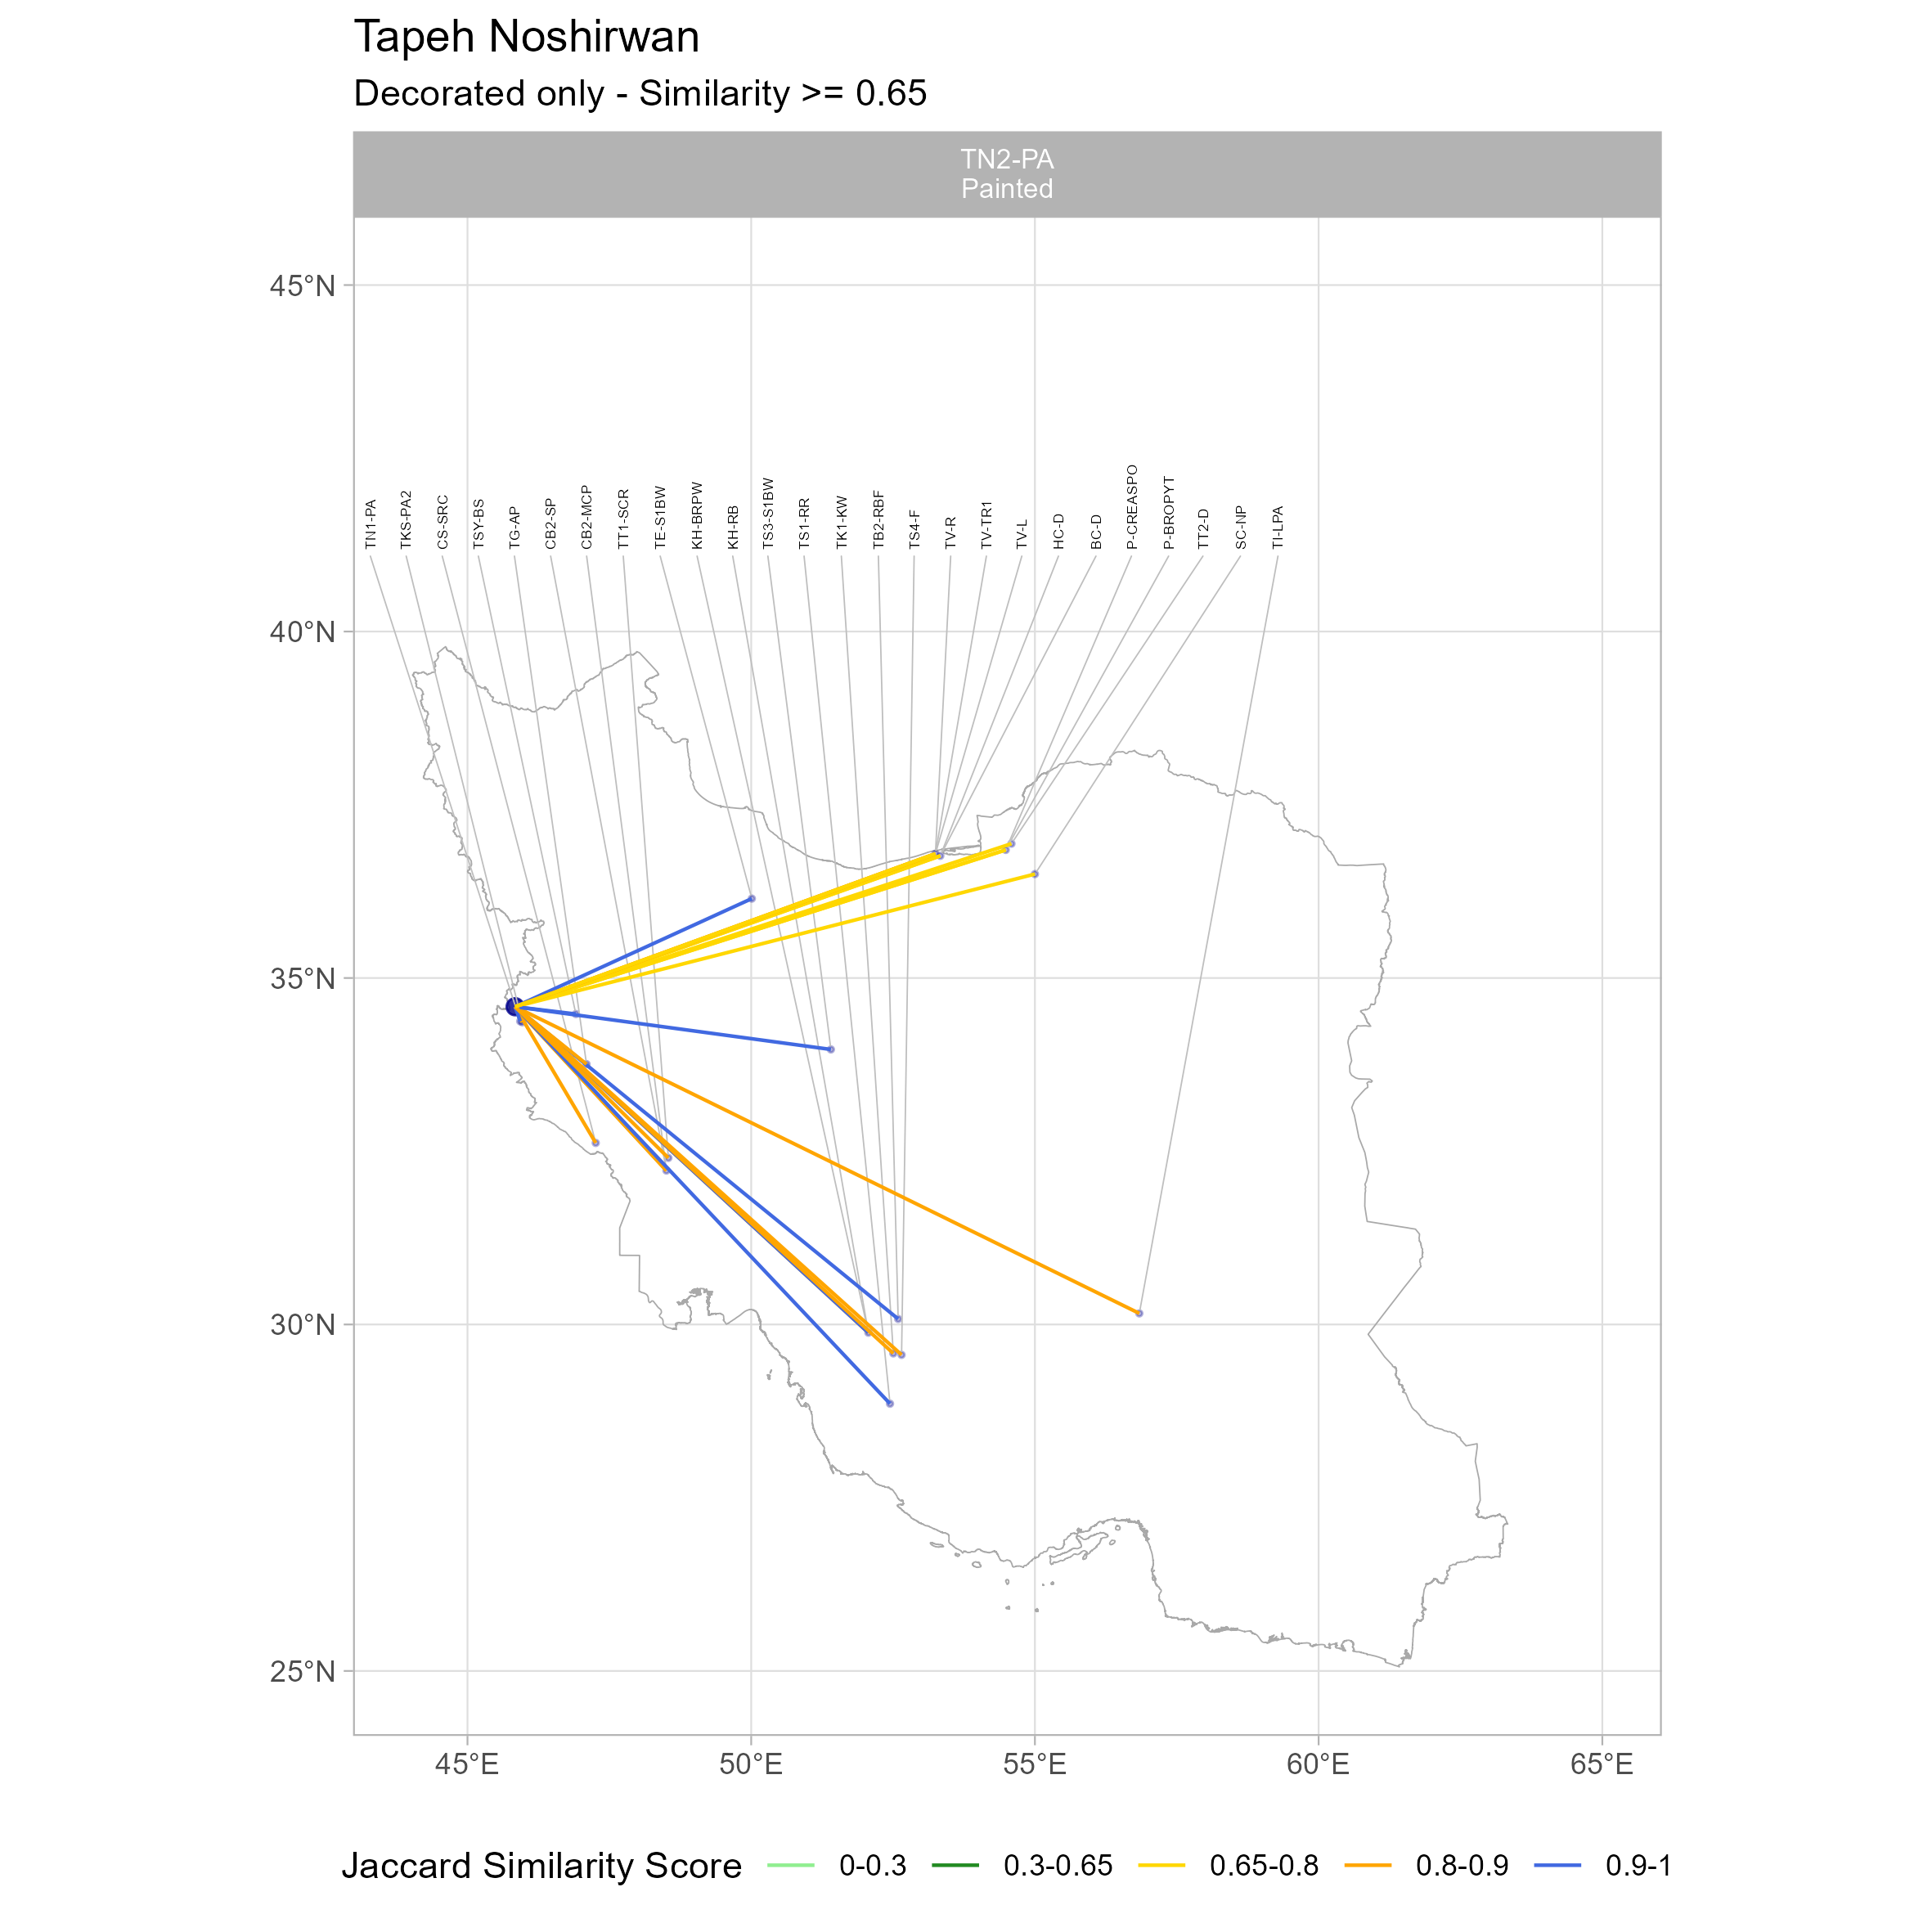 Tapeh Noshirwan
Decorated only - Similarity >= 0.65
TN2-PA
Painted
45°N
40°N
35°N
30°N
25°N
TN1-PA
TKS-PA2
CS-SRC
TSY-BS
TG-AP
CB2-SP
CB2-MCP
TT1-SCR
TE-S1BW
KH-BRPW
KH-RB
TS3-S1BW
TS1-RR
TK1-KW
TB2-RBF
TS4-F
TV-R
TV-TR1
TV-L
HC-D
BC-D
P-CREASPO
P-BROPYT
TT2-D
SC-NP
TI-LPA
45°E 50°E 55°E 60°E 65°E
Jaccard Similarity Score 0-0.3 0.3-0.65 0.65-0.8 0.8-0.9 0.9-1